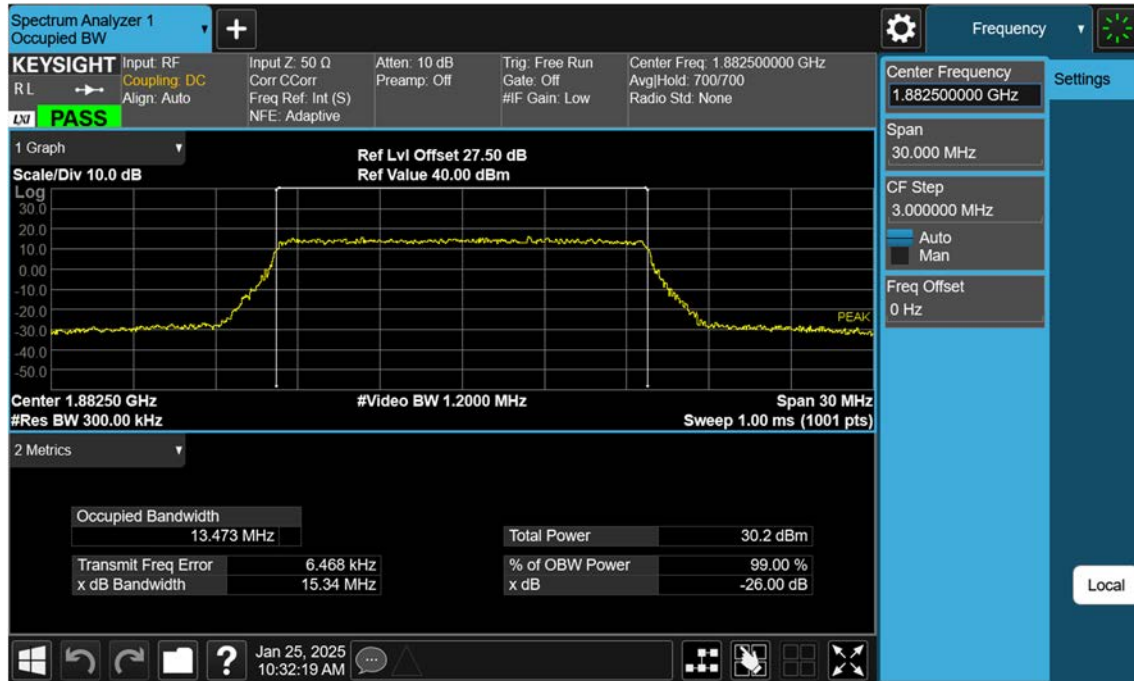 Spectrum Analyzer 1
Occupied BW
+
Frequency
KEYSIGHT
RL
LXI PASS
Input: RF
Coupling: DC
Align: Auto
Input Z: 50 Ω
Corr CCorr
Freq Ref: Int (S)
NFE: Adaptive
Atten: 10 dB
Preamp: Off
Trig: Free Run
Gate: Off
#IF Gain: Low
Center Freq: 1.882500000 GHz
Avg|Hold: 700/700
Radio Std: None
Center Frequency
1.882500000 GHz
Settings
Span
30.000 MHz
CF Step
3.000000 MHz
Auto
Man
Freq Offset
0 Hz
Local
1 Graph
Ref Lvl Offset 27.50 dB
Scale/Div 10.0 dB
Ref Value 40.00 dBm
Log
30.0
20.0
10.0
0.00
-10.0
-20.0
-30.0
-40.0
-50.0
PEAK
Center 1.88250 GHz
#Video BW 1.2000 MHz
Span 30 MHz
#Res BW 300.00 kHz
Sweep 1.00 ms (1001 pts)
2 Metrics
Occupied Bandwidth
13.473 MHz
Total Power 30.2 dBm
Transmit Freq Error 6.468 kHz
% of OBW Power 99.00 %
x dB Bandwidth 15.34 MHz
x dB -26.00 dB
?
Jan 25, 2025
10:32:19 AM